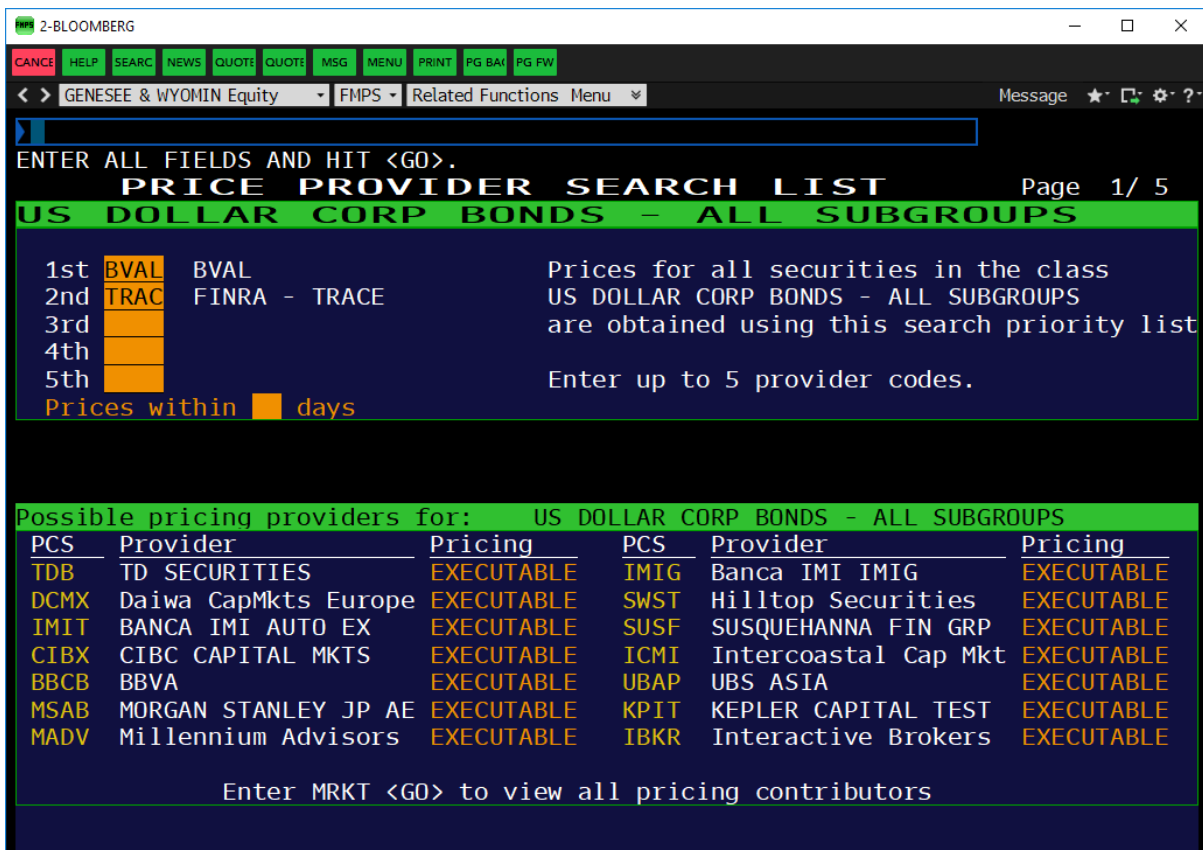 FMPS 2-BLOOMBERG
CANCE HELP SEARC NEWS QUOTE QUOTE MSG MENU PRINT PG BA PG FW
< > GENESEE & WYOMIN Equity FMPS Related Functions Menu Message
ENTER ALL FIELDS AND HIT <GO>.
PRICE PROVIDER SEARCH LIST Page 1/ 5
US DOLLAR CORP BONDS - ALL SUBGROUPS
1st BVAL BVAL Prices for all securities in the class
2nd TRAC FINRA - TRACE US DOLLAR CORP BONDS - ALL SUBGROUPS
3rd are obtained using this search priority list
4th
5th Enter up to 5 provider codes.
Prices within days
Possible pricing providers for: US DOLLAR CORP BONDS - ALL SUBGROUPS
PCS Provider Pricing PCS Provider Pricing
TDB TD SECURITIES EXECUTABLE IMIG Banca IMI IMIG EXECUTABLE
DCMX Daiwa CapMkts Europe EXECUTABLE SWST Hilltop Securities EXECUTABLE
IMIT BANCA IMI AUTO EX EXECUTABLE SUSF SUSQUEHANNA FIN GRP EXECUTABLE
CIBX CIBC CAPITAL MKTS EXECUTABLE ICMI Intercoastal Cap Mkt EXECUTABLE
BBCB BBVA EXECUTABLE UBAP UBS ASIA EXECUTABLE
MSAB MORGAN STANLEY JP AE EXECUTABLE KPIT KEPLER CAPITAL TEST EXECUTABLE
MADV Millennium Advisors EXECUTABLE IBKR Interactive Brokers EXECUTABLE
Enter MRKT <GO> to view all pricing contributors